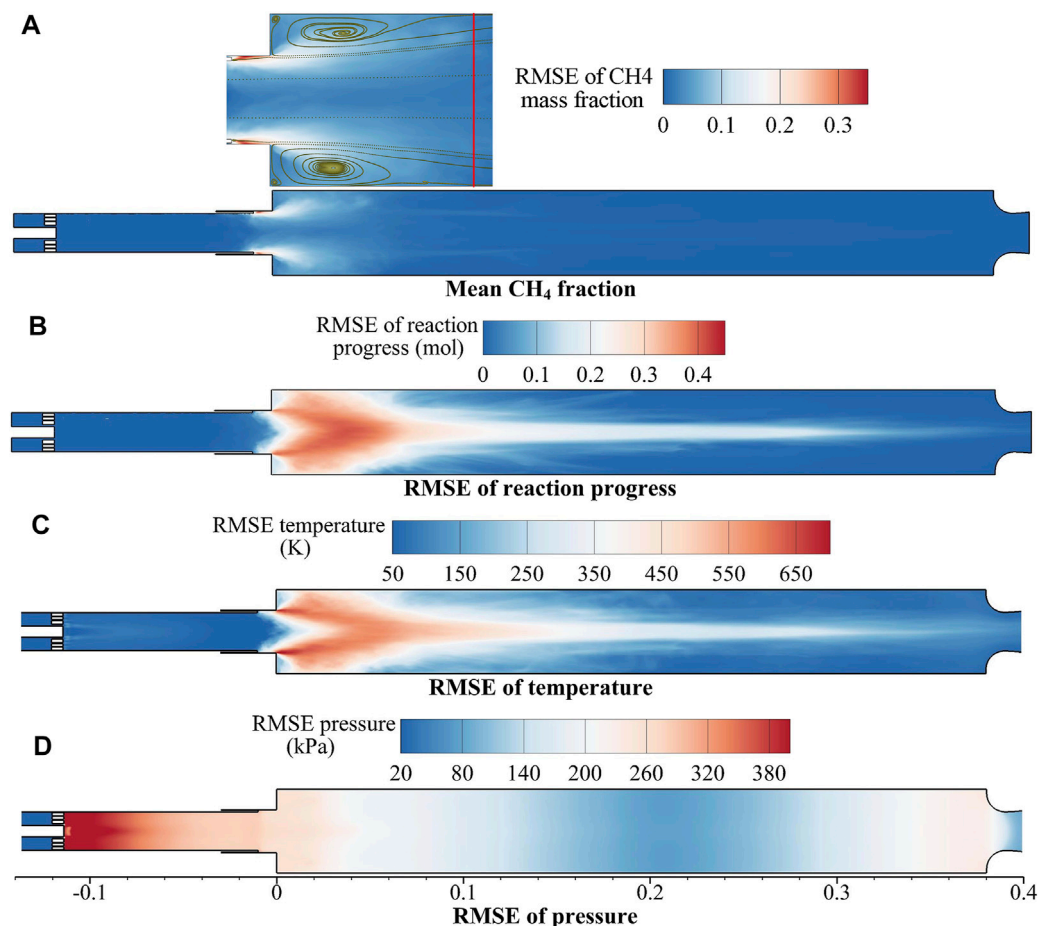 A
RMSE of CH4
mass fraction
0 0.1 0.2 0.3
Mean CH₄ fraction
B
RMSE of reaction
progress (mol)
0 0.1 0.2 0.3 0.4
RMSE of reaction progress
C
RMSE temperature
(K)
50 150 250 350 450 550 650
RMSE of temperature
D
RMSE pressure
(kPa)
20 80 140 200 260 320 380
-0.1 0 0.1 0.2 0.3 0.4
RMSE of pressure